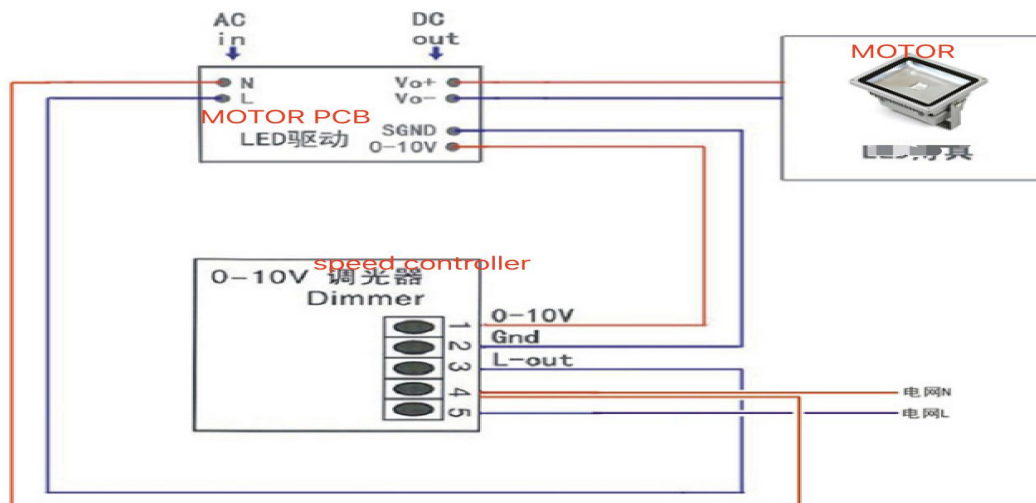 AC
in
DC
out
N
L
Vo+
Vo-
MOTOR PCB
LED驱动
SGND
0-10V
MOTOR
speed controller
0-10V 调光器
Dimmer
1
2
3
4
5
0-10V
Gnd
L-out
电网N
电网L